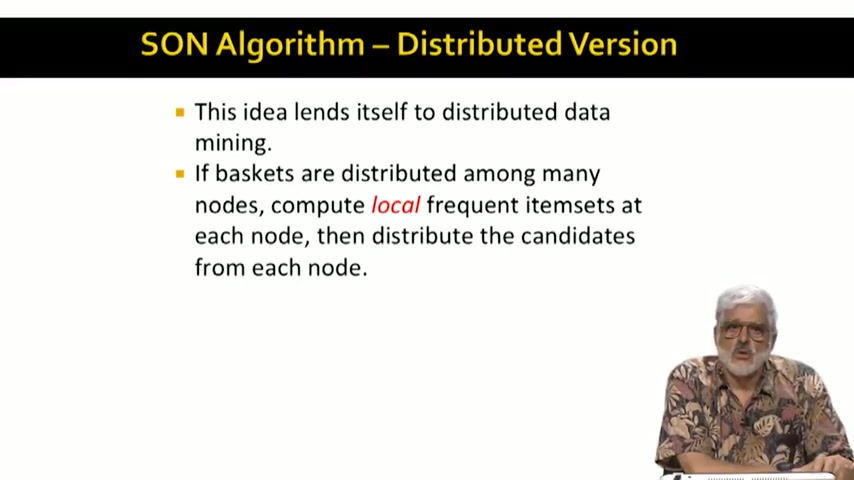 SON Algorithm – Distributed Version
This idea lends itself to distributed data
mining.
If baskets are distributed among many
nodes, compute local frequent itemsets at
each node, then distribute the candidates
from each node.